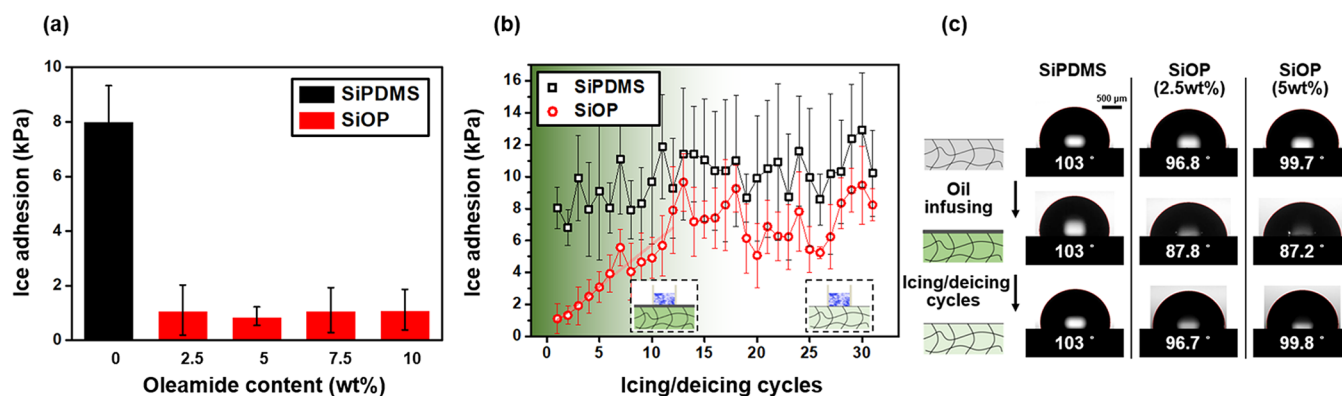 (a)
10
8
6
4
2
0
Ice adhesion (kPa)
SiPDMS
SiOP
0 2.5 5 7.5 10
Oleamide content (wt%)
(b)
16
14
12
10
8
6
4
2
0
Ice adhesion (kPa)
SiPDMS
SiOP
0 5 10 15 20 25 30
Icing/deicing cycles
(c)
SiPDMS
SiOP
(2.5wt%)
SiOP
(5wt%)
500 μm
103 °
96.8 °
99.7 °
Oil
infusing
103 °
87.8 °
87.2 °
Icing/deicing
cycles
103 °
96.7 °
99.8 °